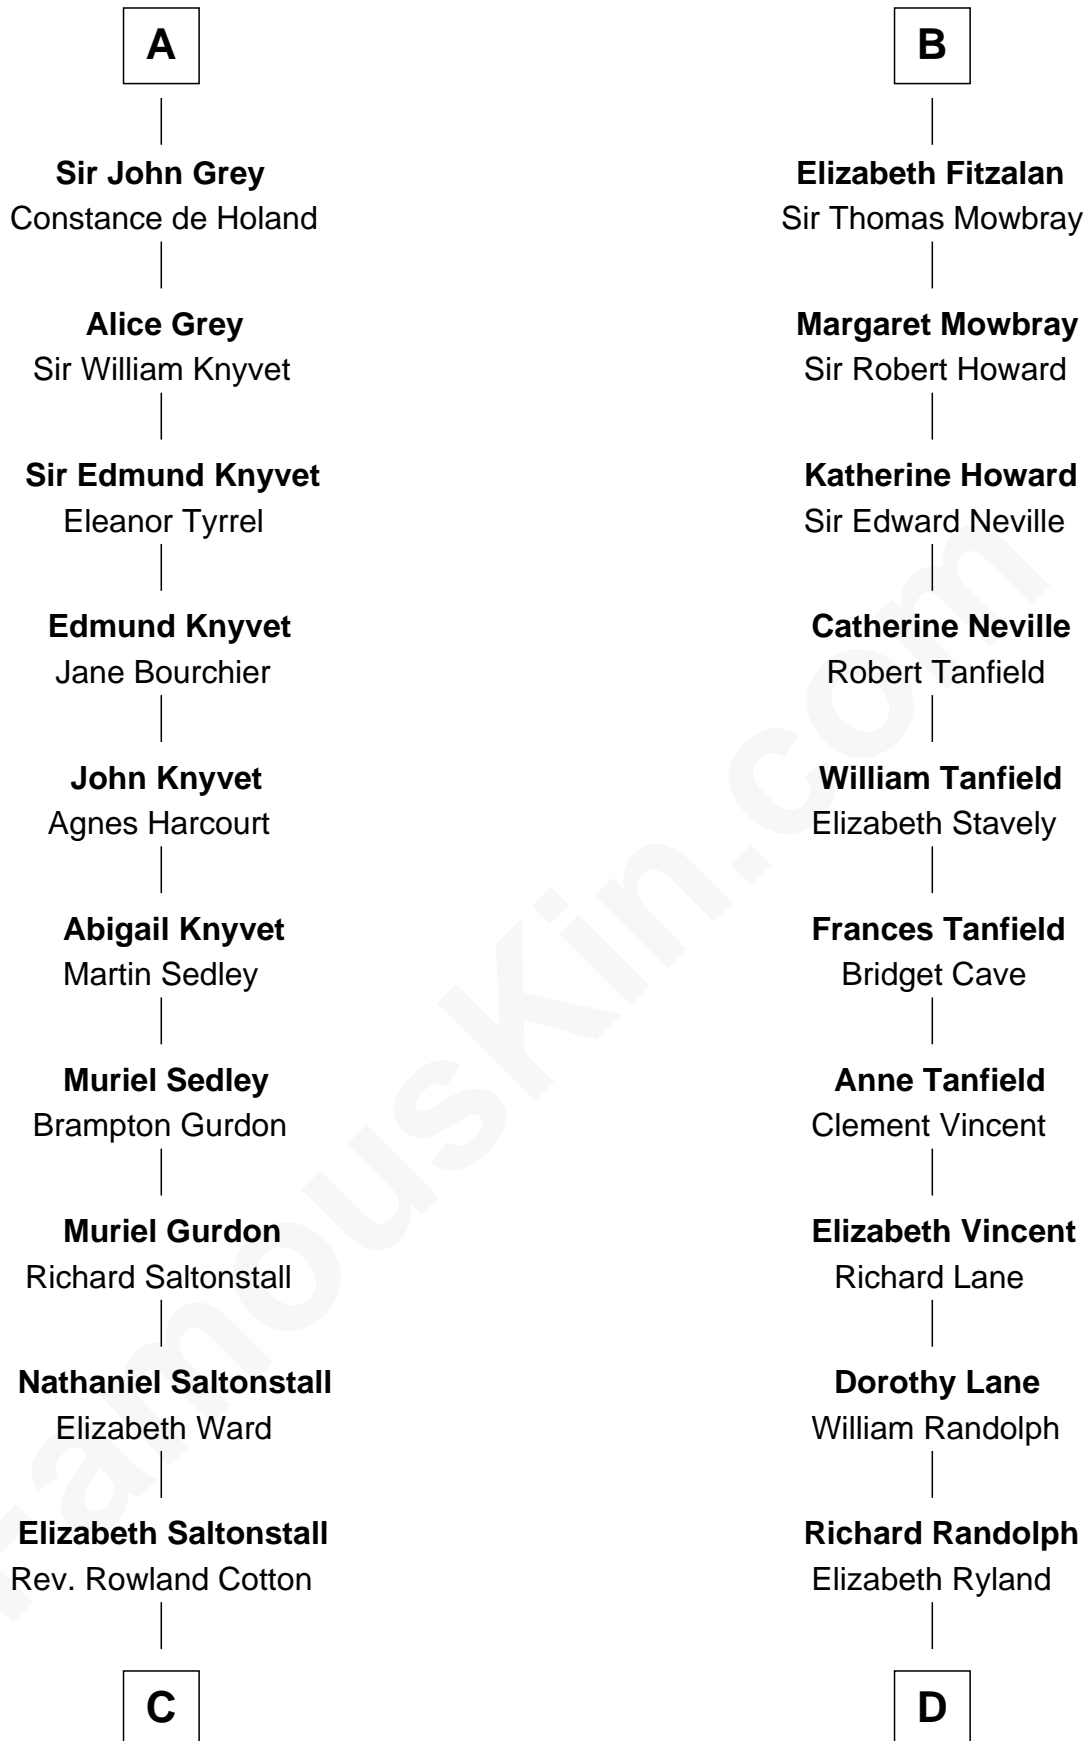 A
Sir John Grey
Constance de Holand
Alice Grey
Sir William Knyvet
Sir Edmund Knyvet
Eleanor Tyrrel
Edmund Knyvet
Jane Bourchier
John Knyvet
Agnes Harcourt
Abigail Knyvet
Martin Sedley
Muriel Sedley
Brampton Gurdon
Muriel Gurdon
Richard Saltonstall
Nathaniel Saltonstall
Elizabeth Ward
Elizabeth Saltonstall
Rev. Rowland Cotton
C
B
Elizabeth Fitzalan
Sir Thomas Mowbray
Margaret Mowbray
Sir Robert Howard
Katherine Howard
Sir Edward Neville
Catherine Neville
Robert Tanfield
William Tanfield
Elizabeth Stavely
Frances Tanfield
Bridget Cave
Anne Tanfield
Clement Vincent
Elizabeth Vincent
Richard Lane
Dorothy Lane
William Randolph
Richard Randolph
Elizabeth Ryland
D
FamousKin.com